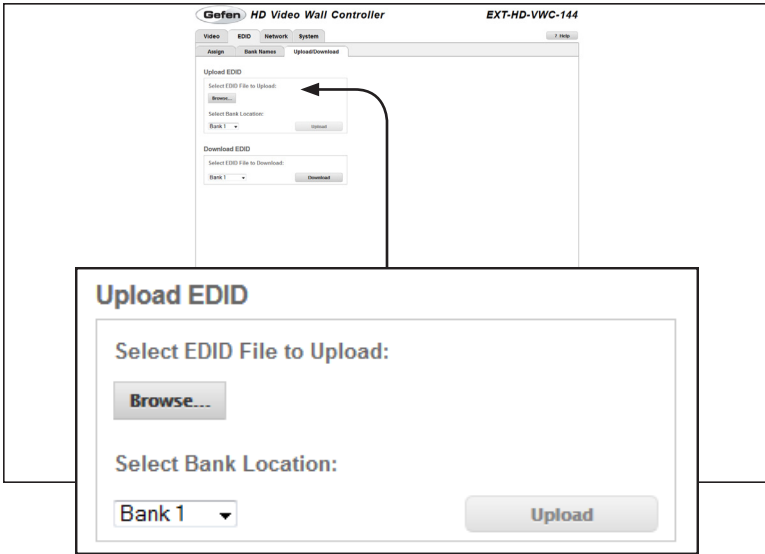 Gefen HD Video Wall Controller EXT-HD-VWC-144
Video EDID Network System ? Help
Assign Bank Names Upload/Download
Upload EDID
Select EDID File to Upload:
Browse...
Select Bank Location:
Bank 1 Upload
Download EDID
Select EDID File to Download:
Bank 1 Download
Upload EDID
Select EDID File to Upload:
Browse...
Select Bank Location:
Bank 1 Upload